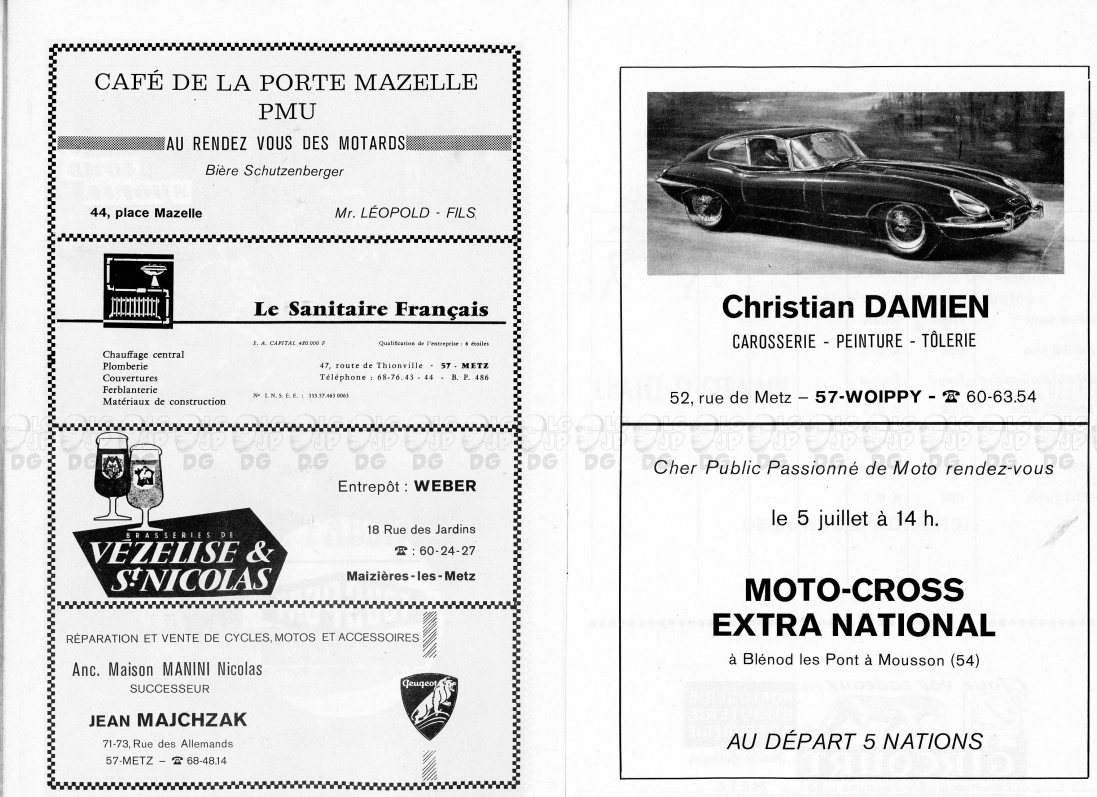 CAFÉ DE LA PORTE MAZELLE
PMU
AU RENDEZ VOUS DES MOTARDS
Bière Schutzenberger
44, place Mazelle
Mr. LÉOPOLD - FILS
Le Sanitaire Français
S. A. CAPITAL 480.000 F
Qualification de l'entreprise : 6 étoiles
Chauffage central
Plomberie
Couvertures
Ferblanterie
Matériaux de construction
47, route de Thionville - 57 - METZ
Téléphone : 68-76.43 - 44 - B. P. 486
N° I. N. S. E. E. : 355.57.463 0063
BRASSERIES DE
VÉZELISE &
ST. NICOLAS
Entrepôt : WEBER
18 Rue des Jardins
☎ : 60-24-27
Maizières-les-Metz
RÉPARATION ET VENTE DE CYCLES, MOTOS ET ACCESSOIRES
Anc. Maison MANINI Nicolas
SUCCESSEUR
Peugeot
JEAN MAJCHZAK
71-73, Rue des Allemands
57-METZ - ☎ 68-48.14
Christian DAMIEN
CAROSSERIE - PEINTURE - TÔLERIE
52, rue de Metz - 57-WOIPPY - ☎ 60-63.54
Cher Public Passionné de Moto rendez-vous
le 5 juillet à 14 h.
MOTO-CROSS
EXTRA NATIONAL
à Blénod les Pont à Mousson (54)
AU DÉPART 5 NATIONS